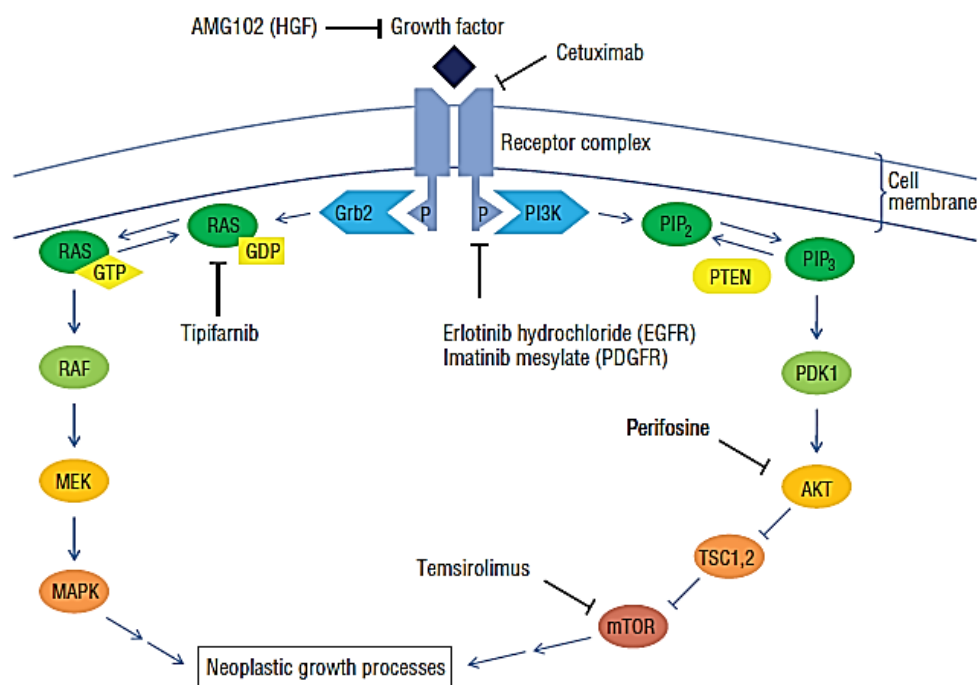 AMG102 (HGF)
Growth factor
Cetuximab
Receptor complex
Cell
membrane
Grb2
P
P
PI3K
RAS
GDP
RAS
GTP
PIP2
PIP3
PTEN
Tipifarnib
Erlotinib hydrochloride (EGFR)
Imatinib mesylate (PDGFR)
RAF
PDK1
Perifosine
MEK
AKT
TSC1,2
Temsirolimus
MAPK
mTOR
Neoplastic growth processes